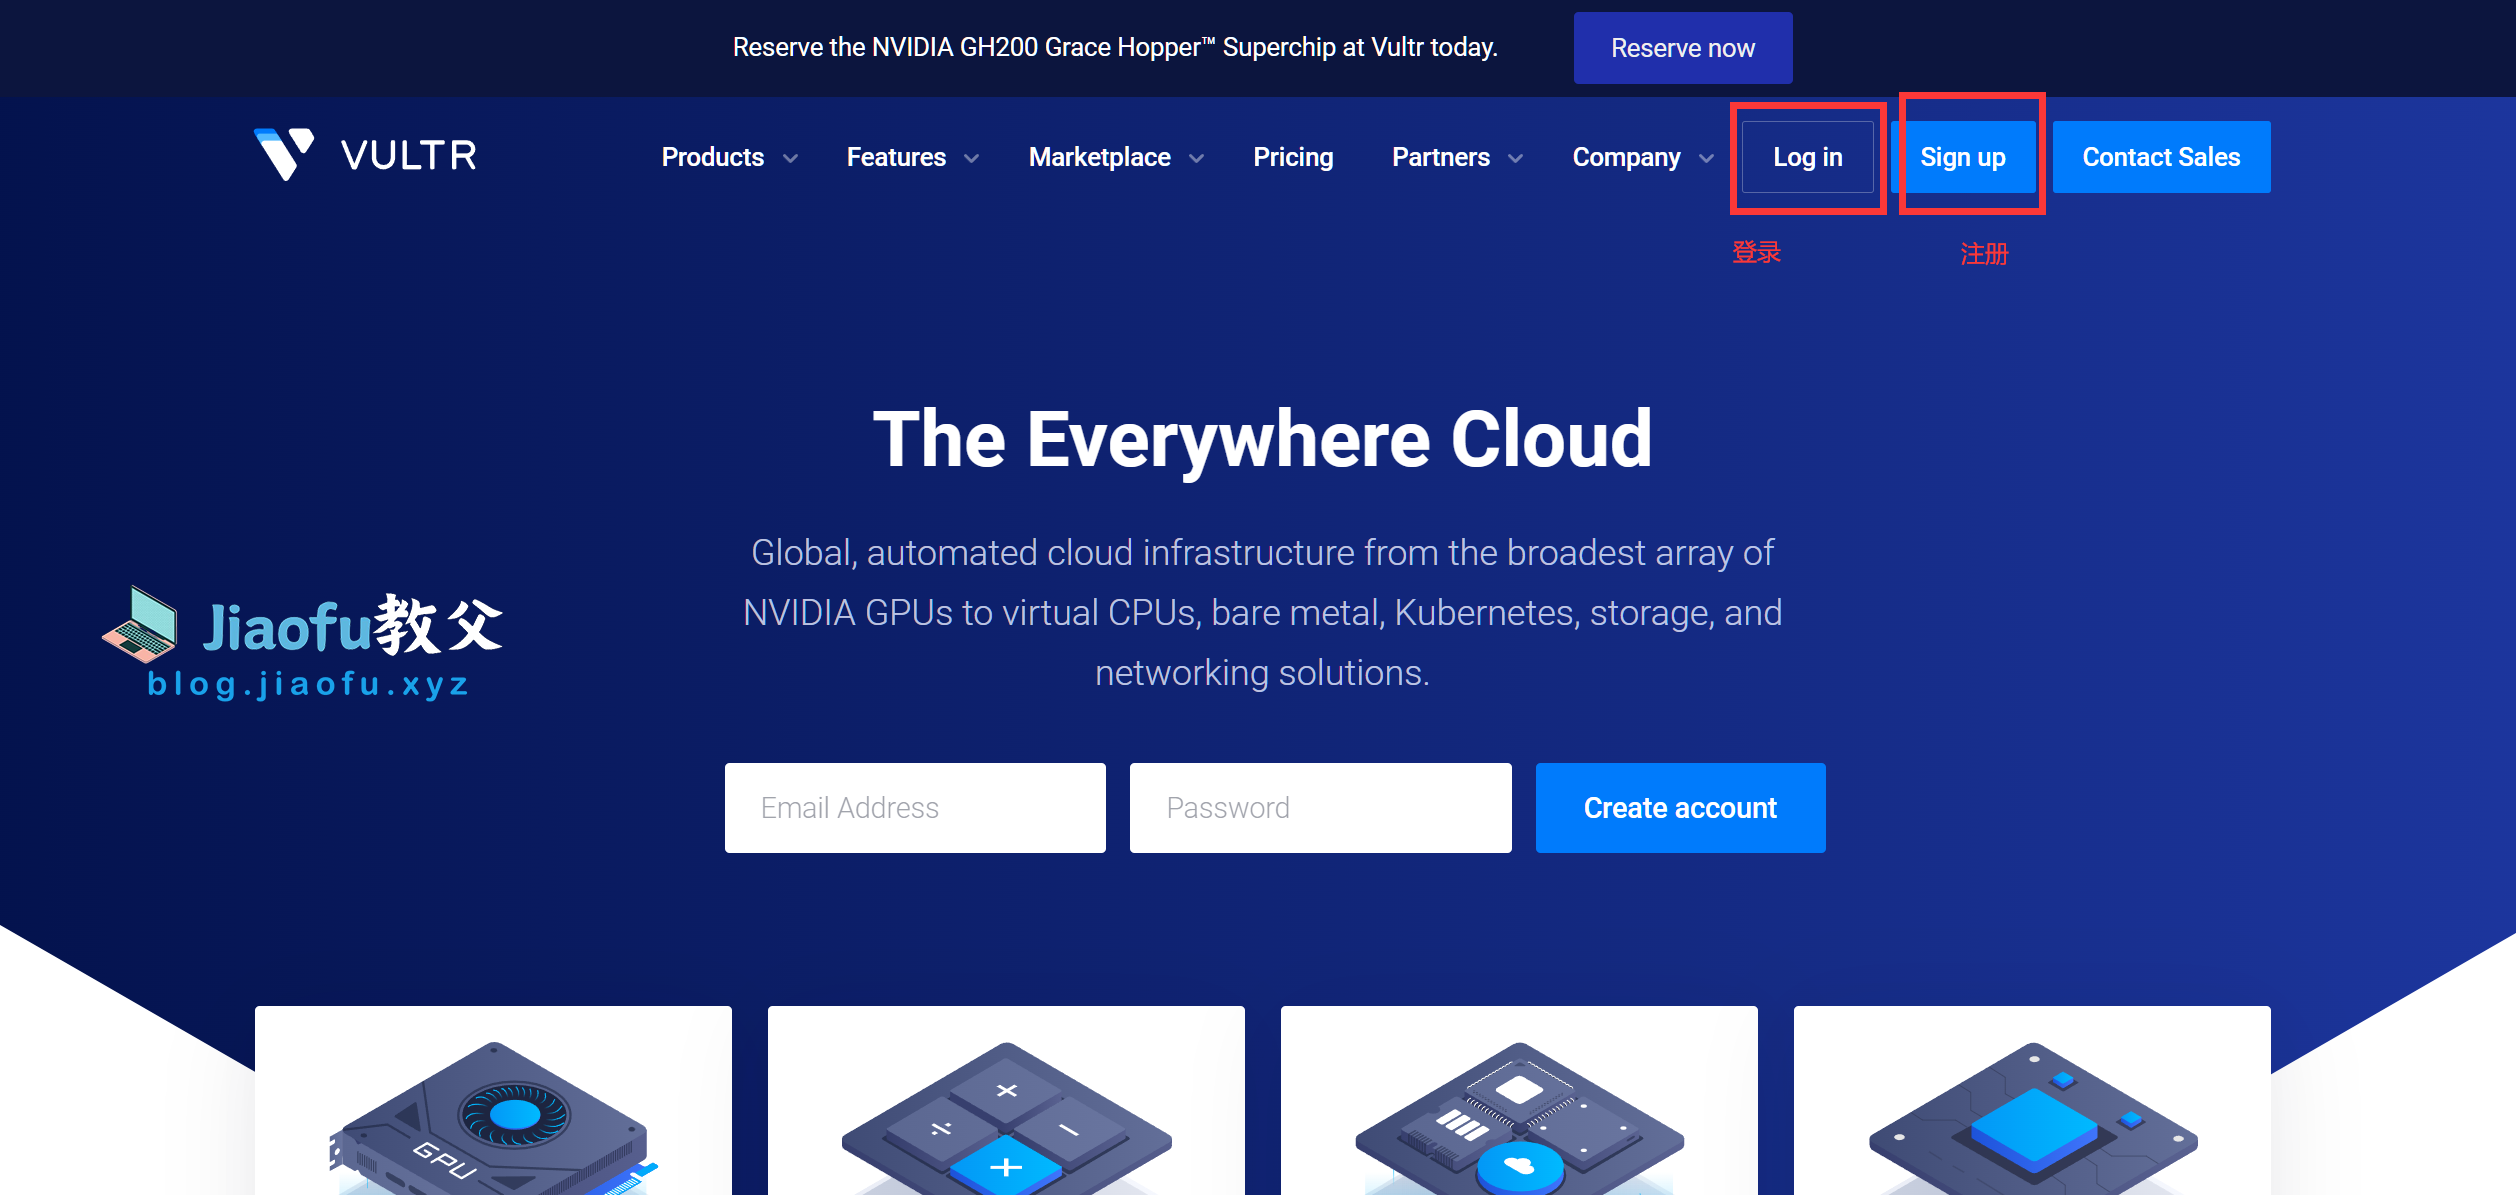 Reserve the NVIDIA GH200 Grace Hopper™ Superchip at Vultr today. Reserve now
VULTR Products Features Marketplace Pricing Partners Company Log in Sign up Contact Sales
登录 注册
The Everywhere Cloud
Global, automated cloud infrastructure from the broadest array of
NVIDIA GPUs to virtual CPUs, bare metal, Kubernetes, storage, and
networking solutions.
Jiaofu教父
blog.jiaofu.xyz
Email Address Password Create account
GPU